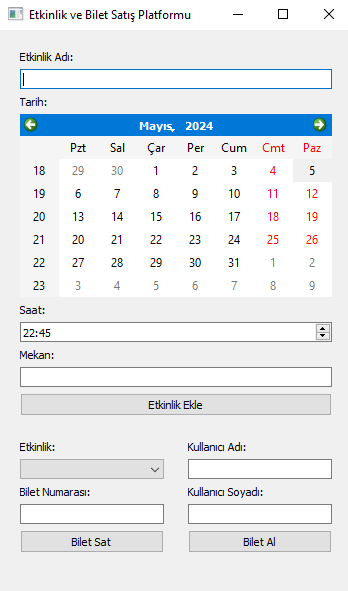 Etkinlik ve Bilet Satış Platformu
Etkinlik Adı:
Tarih:
Mayıs, 2024
Pzt Sal Çar Per Cum Cmt Paz
18 29 30 1 2 3 4 5
19 6 7 8 9 10 11 12
20 13 14 15 16 17 18 19
21 20 21 22 23 24 25 26
22 27 28 29 30 31 1 2
23 3 4 5 6 7 8 9
Saat:
22:45
Mekan:
Etkinlik Ekle
Etkinlik: Kullanıcı Adı:
Bilet Numarası: Kullanıcı Soyadı:
Bilet Sat Bilet Al